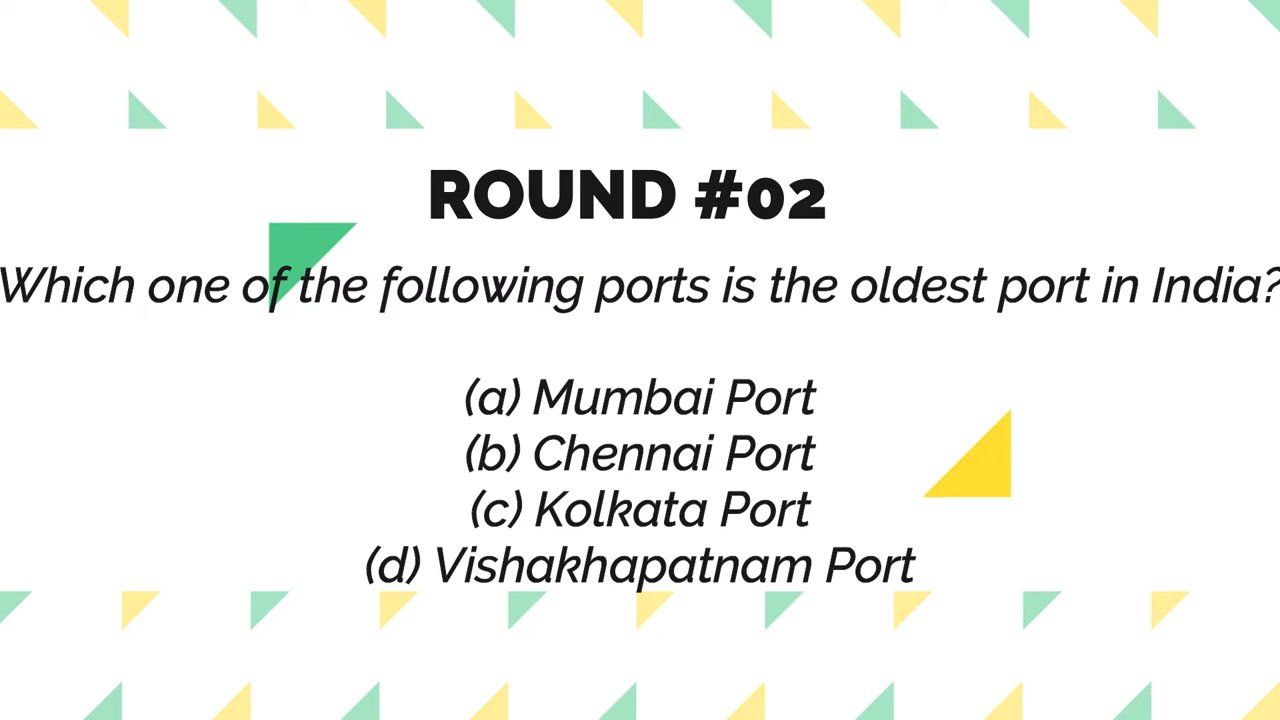 ROUND #02
Which one of the following ports is the oldest port in India?
(a) Mumbai Port
(b) Chennai Port
(c) Kolkata Port
(d) Vishakhapatnam Port